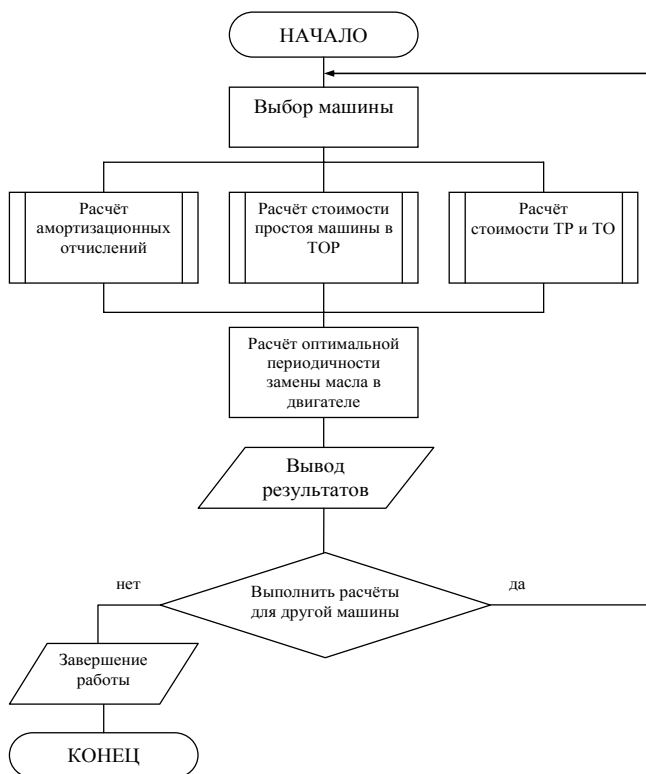 НАЧАЛО
Выбор машины
Расчёт
амортизационных
отчислений
Расчёт стоимости
простоя машины в
ТОР
Расчёт
стоимости ТР и ТО
Расчёт оптимальной
периодичности
замены масла в
двигателе
Вывод
результатов
Выполнить расчёты
для другой машины
нет
да
Завершение
работы
КОНЕЦ